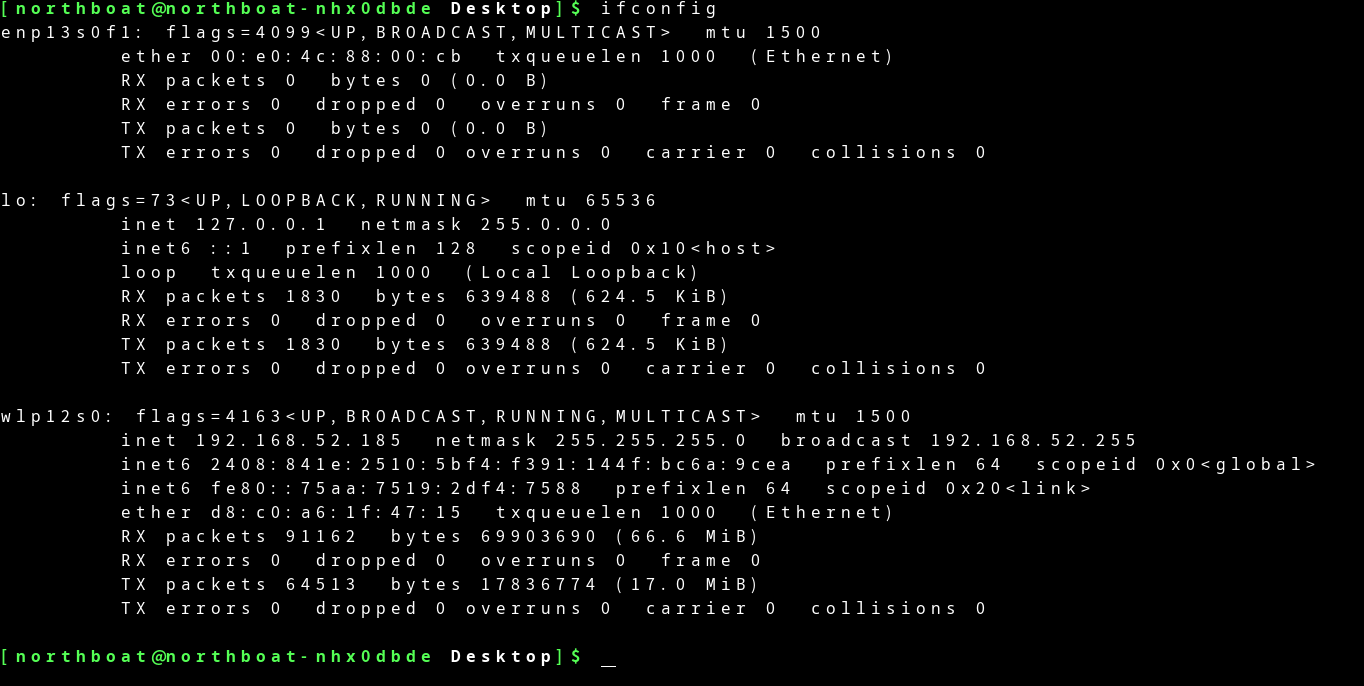 [northboat@northboat-nhx0dbde Desktop]$ ifconfig
enp13s0f1: flags=4099<UP,BROADCAST,MULTICAST>  mtu 1500
        ether 00:e0:4c:88:00:cb  txqueuelen 1000  (Ethernet)
        RX packets 0  bytes 0 (0.0 B)
        RX errors 0  dropped 0  overruns 0  frame 0
        TX packets 0  bytes 0 (0.0 B)
        TX errors 0  dropped 0 overruns 0  carrier 0  collisions 0

lo: flags=73<UP,LOOPBACK,RUNNING>  mtu 65536
        inet 127.0.0.1  netmask 255.0.0.0
        inet6 ::1  prefixlen 128  scopeid 0x10<host>
        loop  txqueuelen 1000  (Local Loopback)
        RX packets 1830  bytes 639488 (624.5 KiB)
        RX errors 0  dropped 0  overruns 0  frame 0
        TX packets 1830  bytes 639488 (624.5 KiB)
        TX errors 0  dropped 0 overruns 0  carrier 0  collisions 0

wlp12s0: flags=4163<UP,BROADCAST,RUNNING,MULTICAST>  mtu 1500
        inet 192.168.52.185  netmask 255.255.255.0  broadcast 192.168.52.255
        inet6 2408:841e:2510:5bf4:f391:144f:bc6a:9cea  prefixlen 64  scopeid 0x0<global>
        inet6 fe80::75aa:7519:2df4:7588  prefixlen 64  scopeid 0x20<link>
        ether d8:c0:a6:1f:47:15  txqueuelen 1000  (Ethernet)
        RX packets 91162  bytes 69903690 (66.6 MiB)
        RX errors 0  dropped 0  overruns 0  frame 0
        TX packets 64513  bytes 17836774 (17.0 MiB)
        TX errors 0  dropped 0 overruns 0  carrier 0  collisions 0

[northboat@northboat-nhx0dbde Desktop]$ _